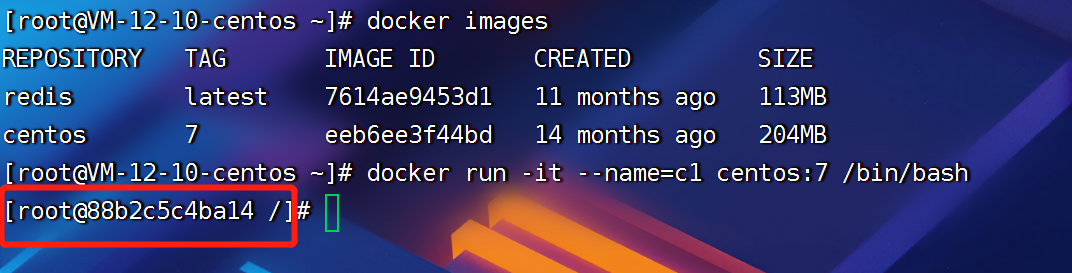 [root@VM-12-10-centos ~]# docker images
REPOSITORY   TAG       IMAGE ID       CREATED         SIZE
redis        latest    7614ae9453d1   11 months ago   113MB
centos       7         eeb6ee3f44bd   14 months ago   204MB
[root@VM-12-10-centos ~]# docker run -it --name=c1 centos:7 /bin/bash
[root@88b2c5c4ba14 /]#